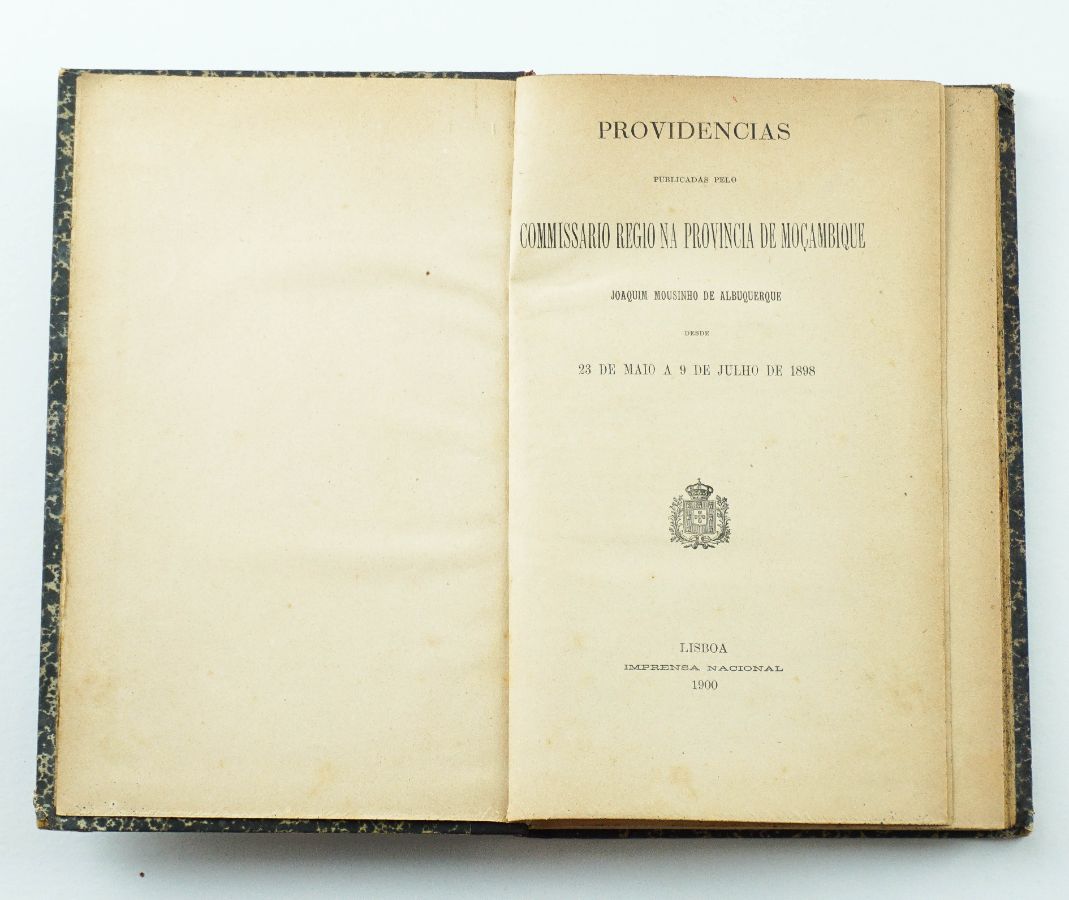 PROVIDENCIAS
PUBLICADAS PELO
COMMISSARIO REGIO NA PROVINCIA DE MOÇAMBIQUE
JOAQUIM MOUSINHO DE ALBUQUERQUE
DESDE
23 DE MAIO A 9 DE JULHO DE 1898
LISBOA
IMPRENSA NACIONAL
1900